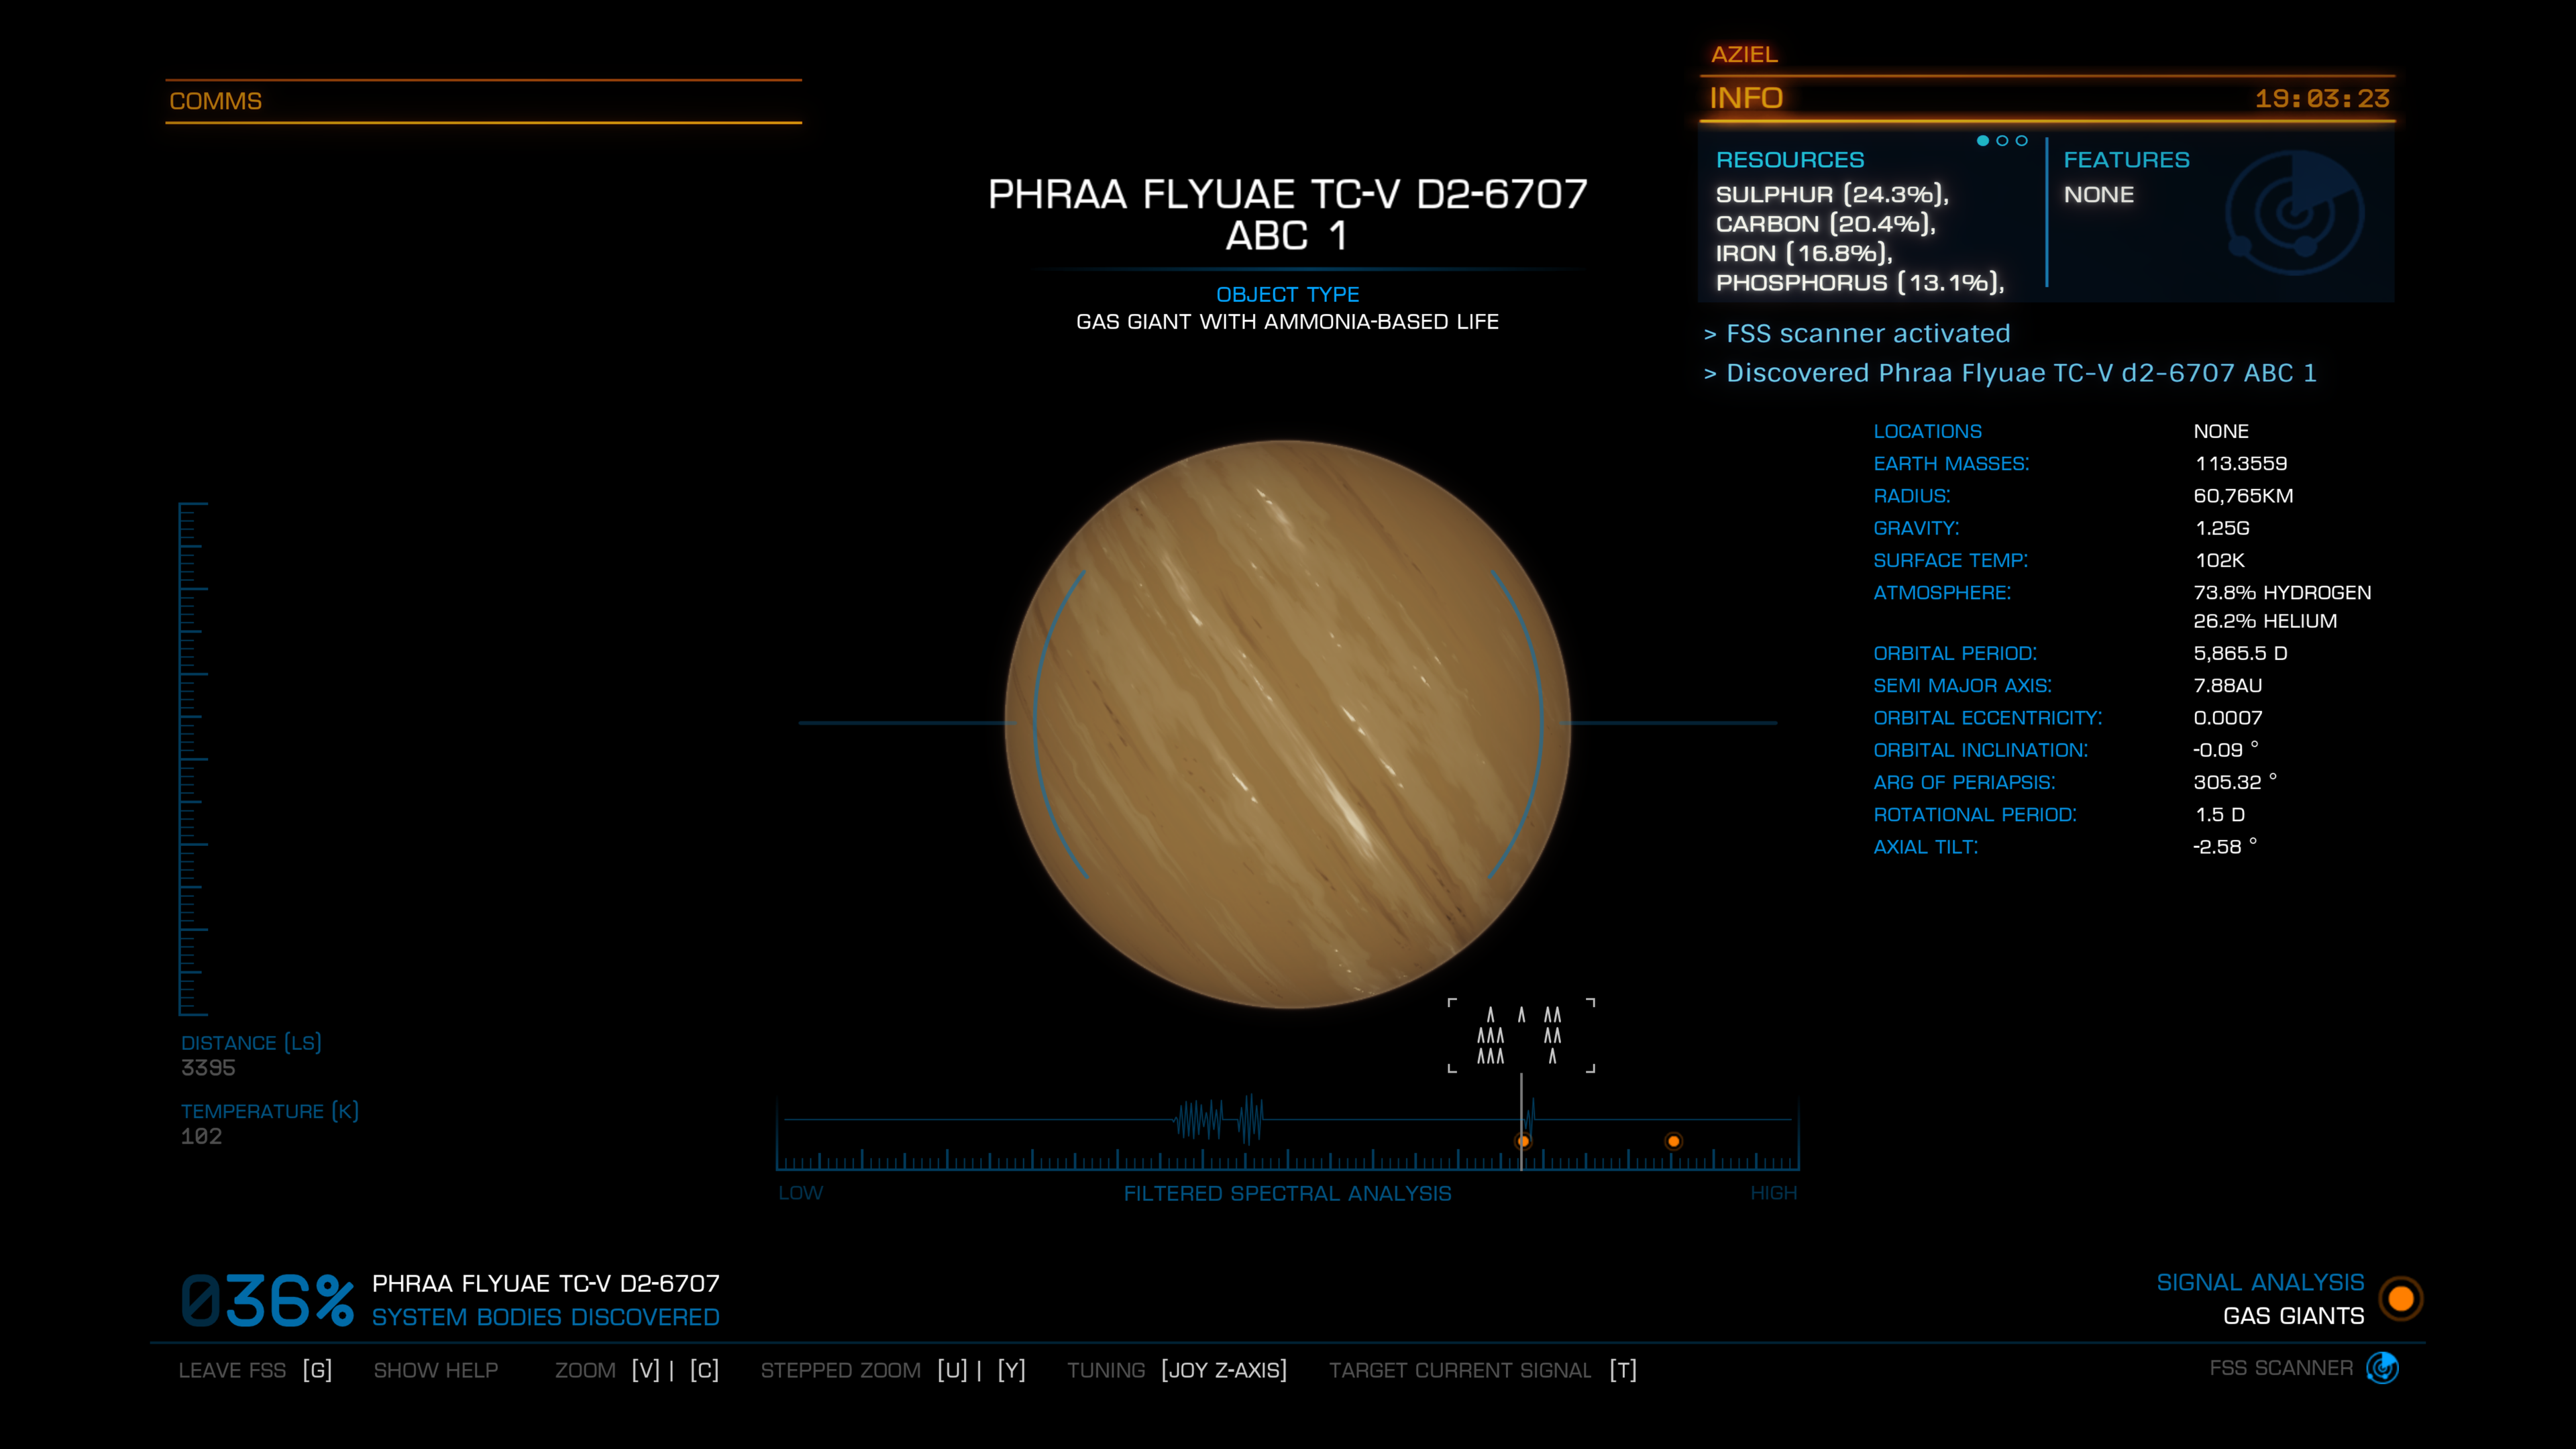 AZIEL
COMMS
INFO 19:03:23
RESOURCES
SULPHUR (24.3%),
CARBON (20.4%),
IRON (16.8%),
PHOSPHORUS (13.1%),
FEATURES
NONE
PHRAA FLYUAE TC-V D2-6707
ABC 1
OBJECT TYPE
GAS GIANT WITH AMMONIA-BASED LIFE
> FSS scanner activated
> Discovered Phraa Flyuae TC-V d2-6707 ABC 1
LOCATIONS NONE
EARTH MASSES: 113.3559
RADIUS: 60,765KM
GRAVITY: 1.25G
SURFACE TEMP: 102K
ATMOSPHERE: 73.8% HYDROGEN
26.2% HELIUM
ORBITAL PERIOD: 5,865.5 D
SEMI MAJOR AXIS: 7.88AU
ORBITAL ECCENTRICITY: 0.0007
ORBITAL INCLINATION: -0.09 °
ARG OF PERIAPSIS: 305.32 °
ROTATIONAL PERIOD: 1.5 D
AXIAL TILT: -2.58 °
DISTANCE (LS)
3395
TEMPERATURE (K)
102
LOW FILTERED SPECTRAL ANALYSIS HIGH
036% PHRAA FLYUAE TC-V D2-6707
SYSTEM BODIES DISCOVERED
SIGNAL ANALYSIS
GAS GIANTS
LEAVE FSS [G] SHOW HELP ZOOM [V] | [C] STEPPED ZOOM [U] | [Y] TUNING [JOY Z-AXIS] TARGET CURRENT SIGNAL [T] FSS SCANNER